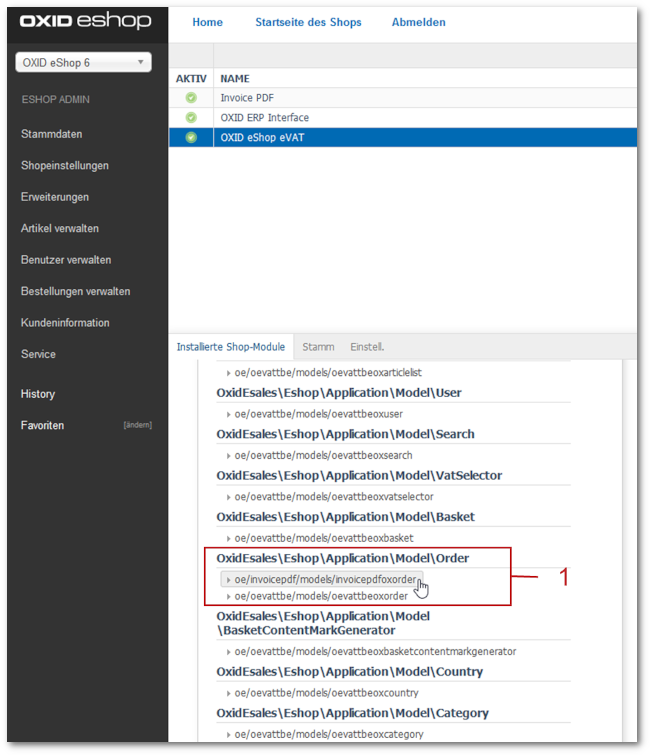 OXID eshop
Home Startseite des Shops Abmelden
OXID eShop 6
ESHOP ADMIN
Stammdaten
Shopeinstellungen
Erweiterungen
Artikel verwalten
Benutzer verwalten
Bestellungen verwalten
Kundeninformation
Service
History
Favoriten [ändern]
AKTIV NAME
Invoice PDF
OXID ERP Interface
OXID eShop eVAT
Installierte Shop-Module Stamm Einstell.
oe/oevattbe/models/oevattbeoxarticlelist
OxidEsales\Eshop\Application\Model\User
oe/oevattbe/models/oevattbeoxuser
OxidEsales\Eshop\Application\Model\Search
oe/oevattbe/models/oevattbeoxsearch
OxidEsales\Eshop\Application\Model\VatSelector
oe/oevattbe/models/oevattbeoxvatselector
OxidEsales\Eshop\Application\Model\Basket
oe/oevattbe/models/oevattbeoxbasket
OxidEsales\Eshop\Application\Model\Order
oe/invoicepdf/models/invoicepdfoxorder
1
oe/oevattbe/models/oevattbeoxorder
OxidEsales\Eshop\Application\Model
\BasketContentMarkGenerator
oe/oevattbe/models/oevattbeoxbasketcontentmarkgenerator
OxidEsales\Eshop\Application\Model\Country
oe/oevattbe/models/oevattbeoxcountry
OxidEsales\Eshop\Application\Model\Category
oe/oevattbe/models/oevattbeoxcategory